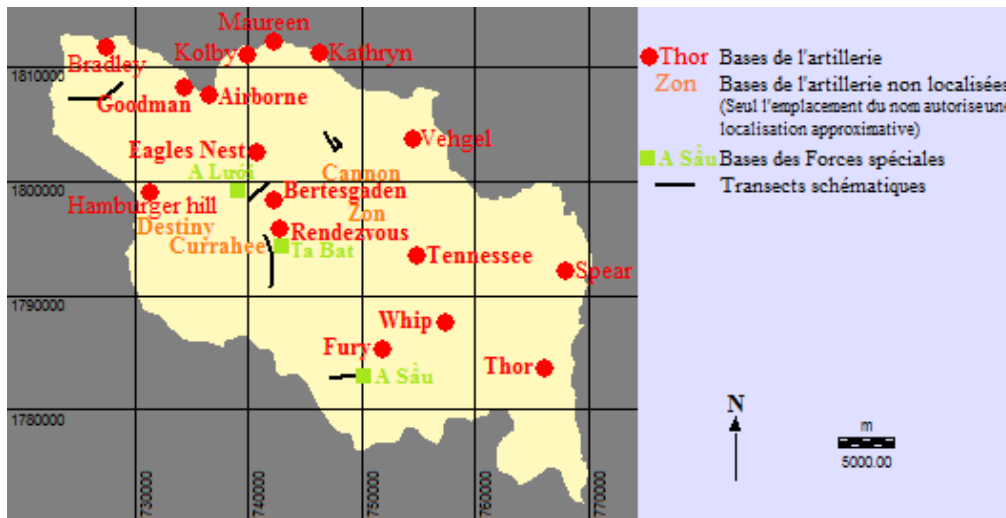 Maureen
Kolby
Kathryn
Bradley
1810000
Goodman
Airborne
Vehgel
Eagles Nest
A Lưới
Cannon
1800000
Bertesgaden
Hamburger hill
Zon
Destiny
Rendezvous
Currahee
Ta Bat
Tennessee
Spear
1790000
Whip
Fury
Thor
A Sầu
1780000
730000
740000
750000
760000
770000
Thor Bases de l'artillerie
Zon Bases de l'artillerie non localisées
(Seul l'emplacement du nom autorise une
localisation approximative)
A Sầu Bases des Forces spéciales
Transects schématiques
N
m
5000.00